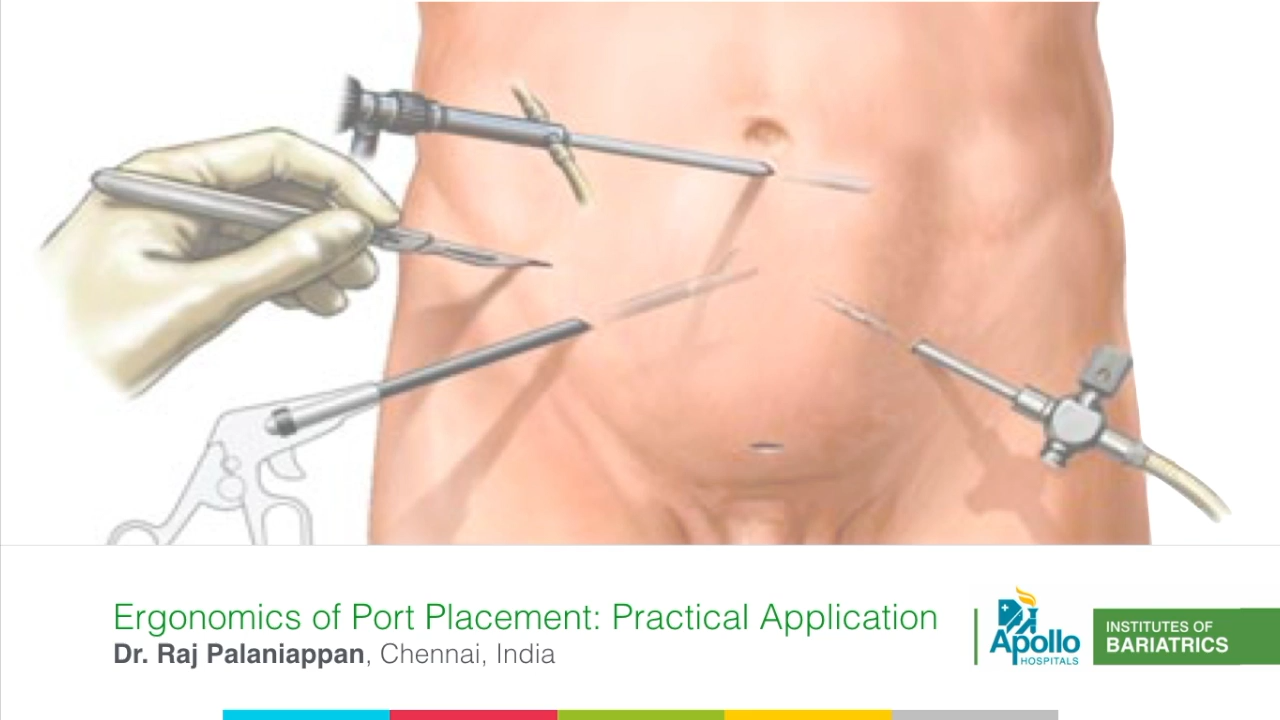 Ergonomics of Port Placement: Practical Application
Dr. Raj Palaniappan, Chennai, India
Apollo
HOSPITALS
INSTITUTES OF
BARIATRICS